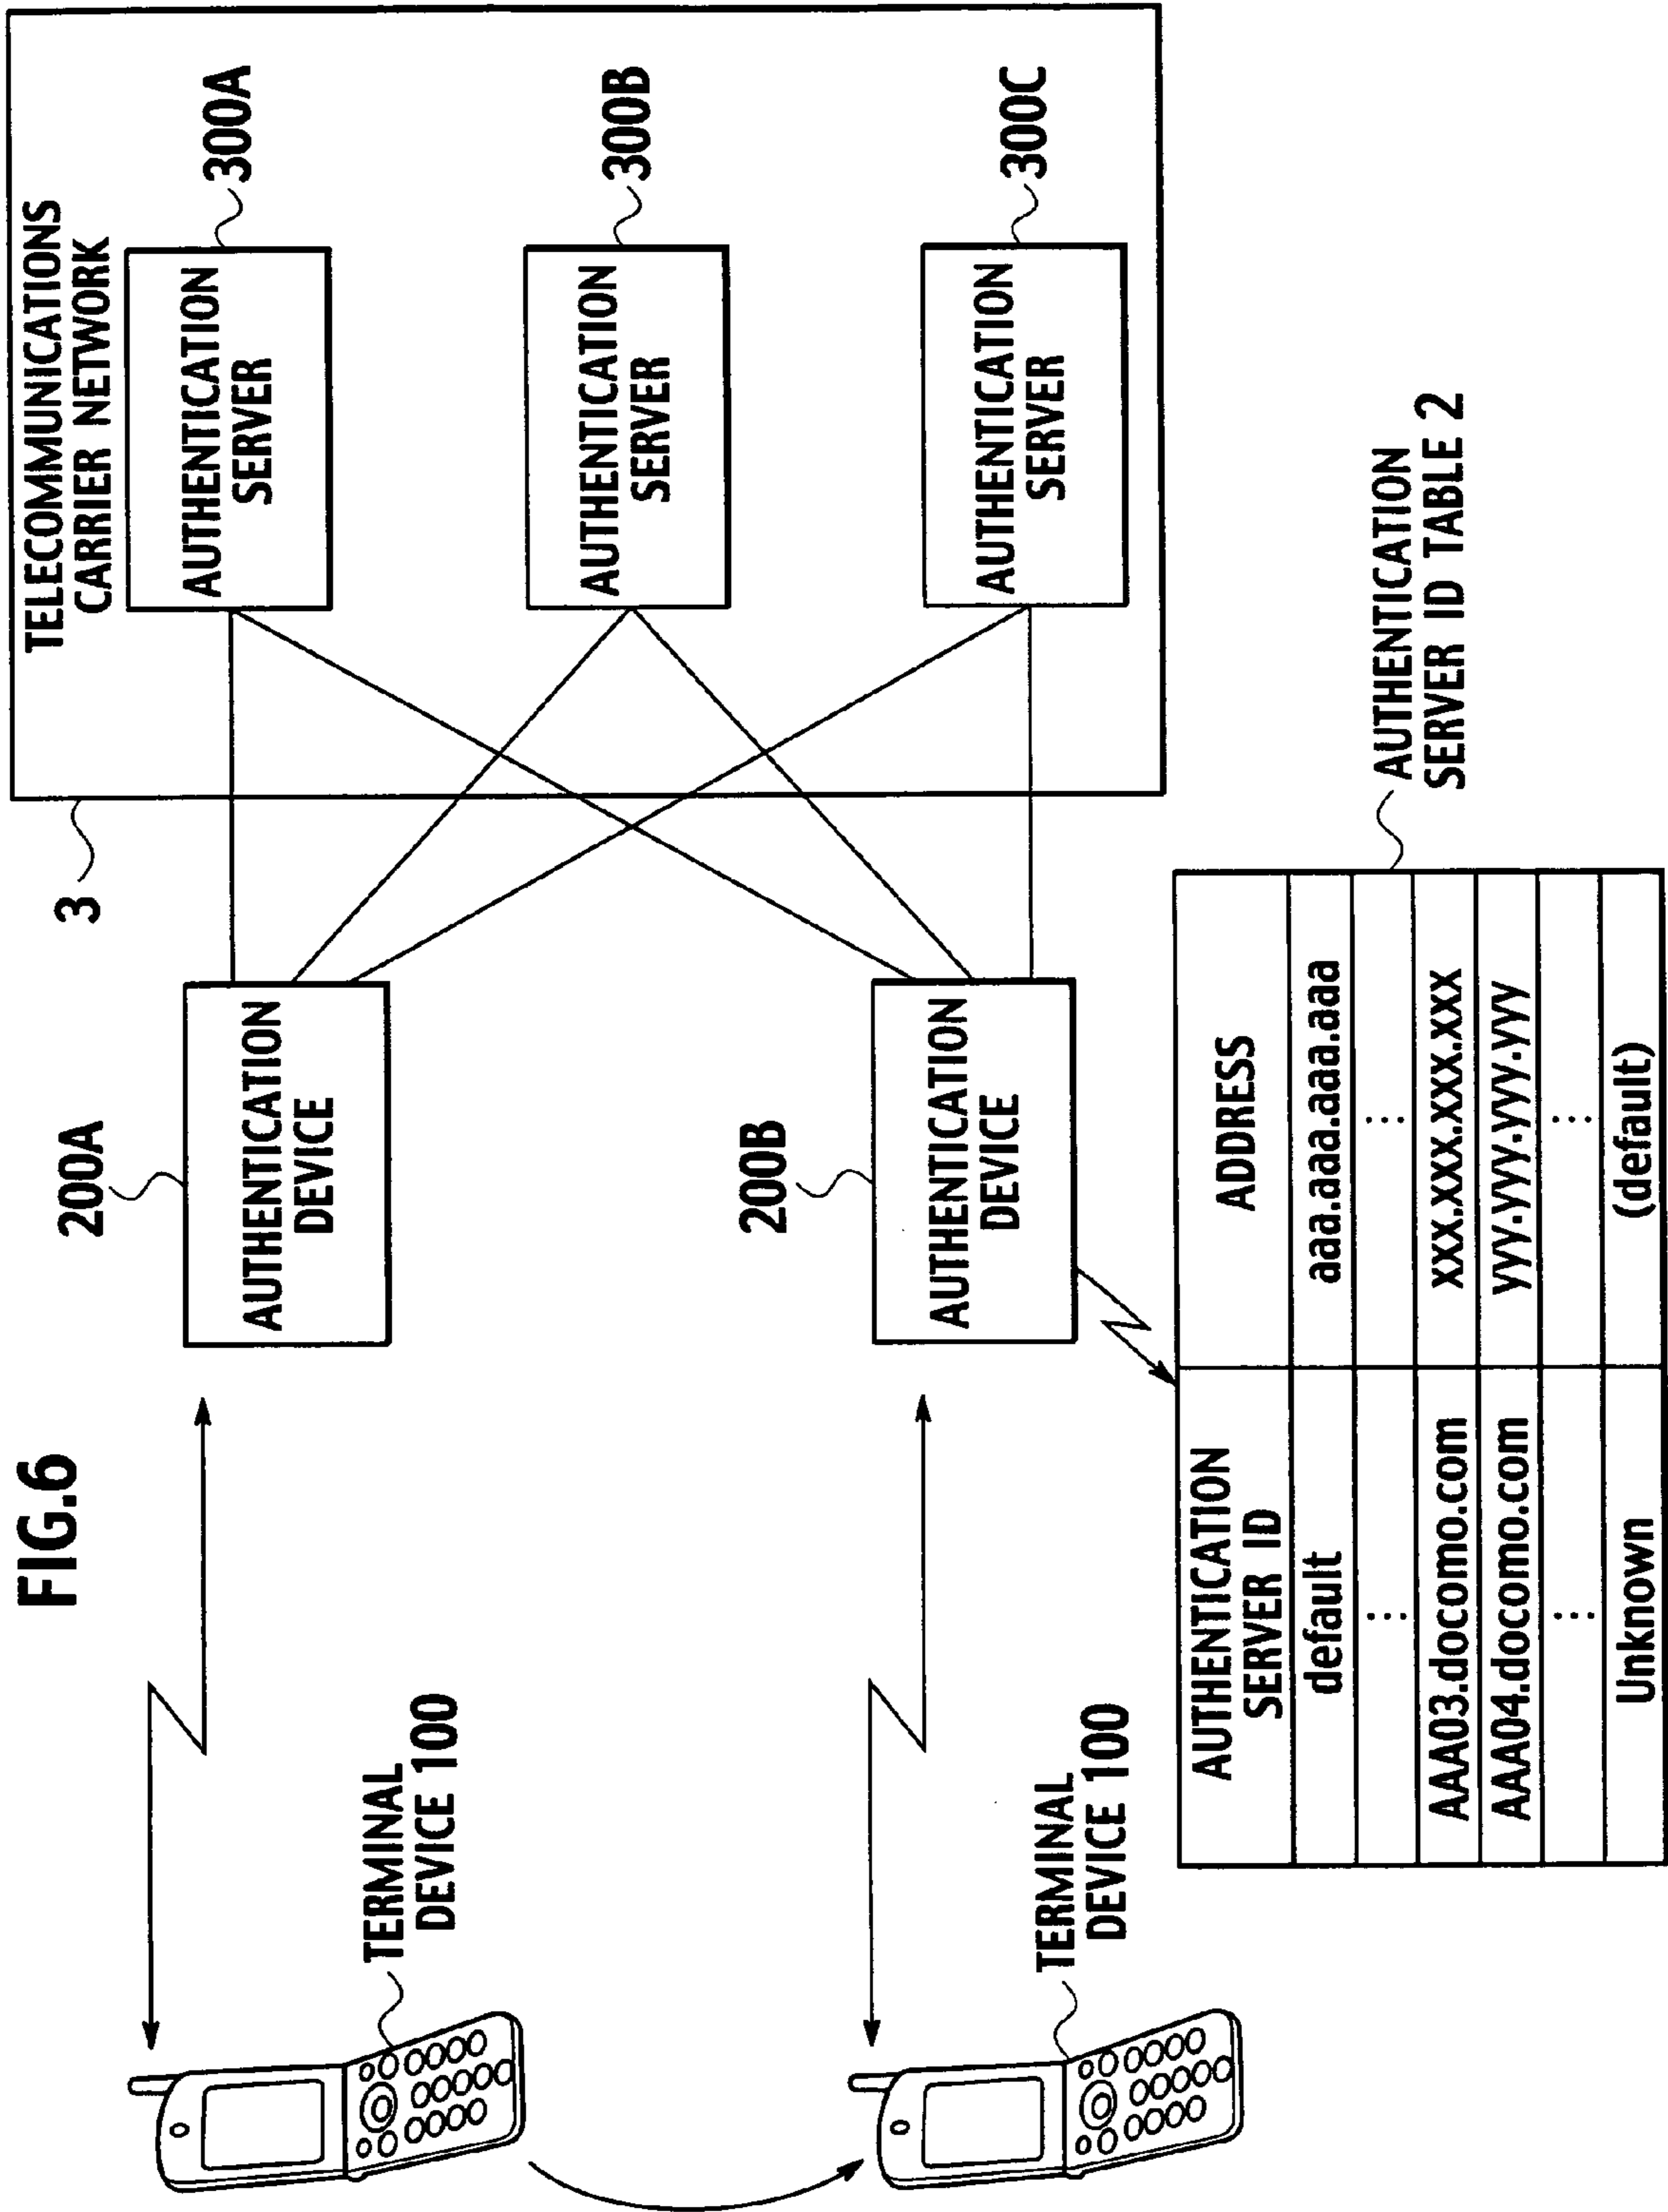 FIG.6
TELECOMMUNICATIONS
CARRIER NETWORK
3
200A
AUTHENTICATION
DEVICE
AUTHENTICATION
SERVER
300A
AUTHENTICATION
SERVER
300B
AUTHENTICATION
SERVER
300C
TERMINAL
DEVICE 100
200B
AUTHENTICATION
DEVICE
TERMINAL
DEVICE 100
AUTHENTICATION
SERVER ID TABLE 2
AUTHENTICATION
SERVER ID
ADDRESS
default
aaa.aaa.aaa.aaa
...
...
AAA03.docomo.com
xxx.xxx.xxx.xxx
AAA04.docomo.com
yyy.yyy.yyy.yyy
...
...
Unknown
(default)